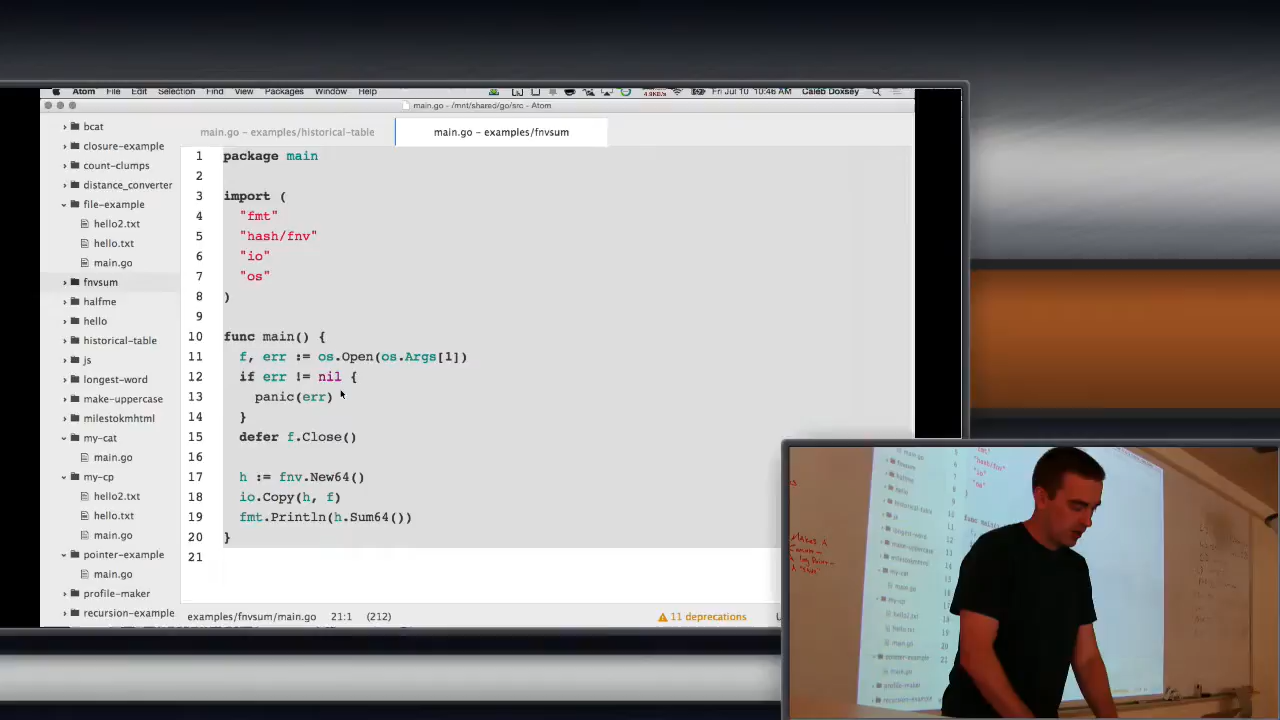 Atom File Edit Selection Find View Packages Window Help
Fri Jul 10 10:46 AM Caleb Doxsey
main.go - /mnt/shared/go/src - Atom
main.go - examples/historical-table
main.go - examples/fnvsum
bcat
closure-example
count-clumps
distance_converter
file-example
hello2.txt
hello.txt
main.go
fnvsum
halfme
hello
historical-table
js
longest-word
make-uppercase
milestokmhtml
my-cat
main.go
my-cp
hello2.txt
hello.txt
main.go
pointer-example
main.go
profile-maker
recursion-example
1 package main
2
3 import (
4 "fmt"
5 "hash/fnv"
6 "io"
7 "os"
8 )
9
10 func main() {
11 f, err := os.Open(os.Args[1])
12 if err != nil {
13 panic(err)
14 }
15 defer f.Close()
16
17 h := fnv.New64()
18 io.Copy(h, f)
19 fmt.Println(h.Sum64())
20 }
21
examples/fnvsum/main.go 21:1 (212)
11 deprecations